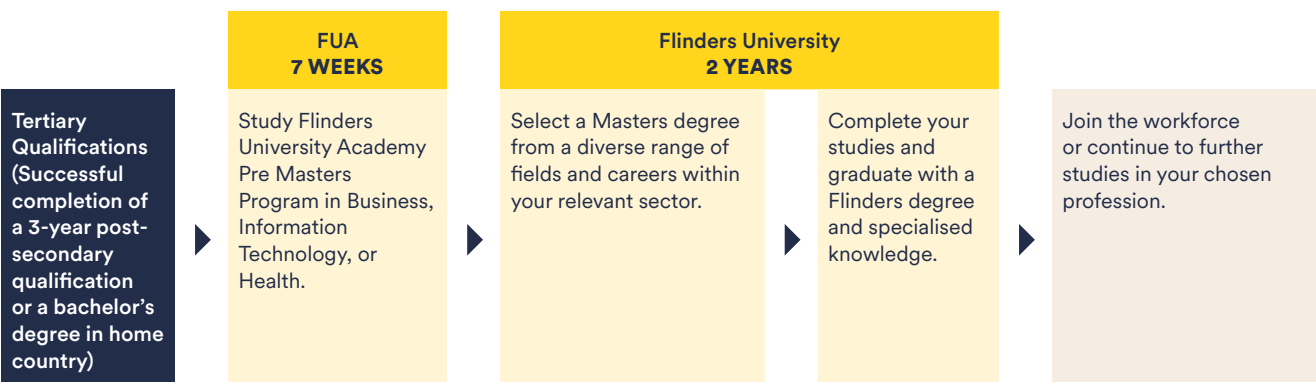 FUA
7 WEEKS
Flinders University
2 YEARS
Tertiary
Qualifications
(Successful
completion of
a 3-year post-
secondary
qualification
or a bachelor’s
degree in home
country)
Study Flinders
University Academy
Pre Masters
Program in Business,
Information
Technology, or
Health.
Select a Masters degree
from a diverse range of
fields and careers within
your relevant sector.
Complete your
studies and
graduate with a
Flinders degree
and specialised
knowledge.
Join the workforce
or continue to further
studies in your chosen
profession.